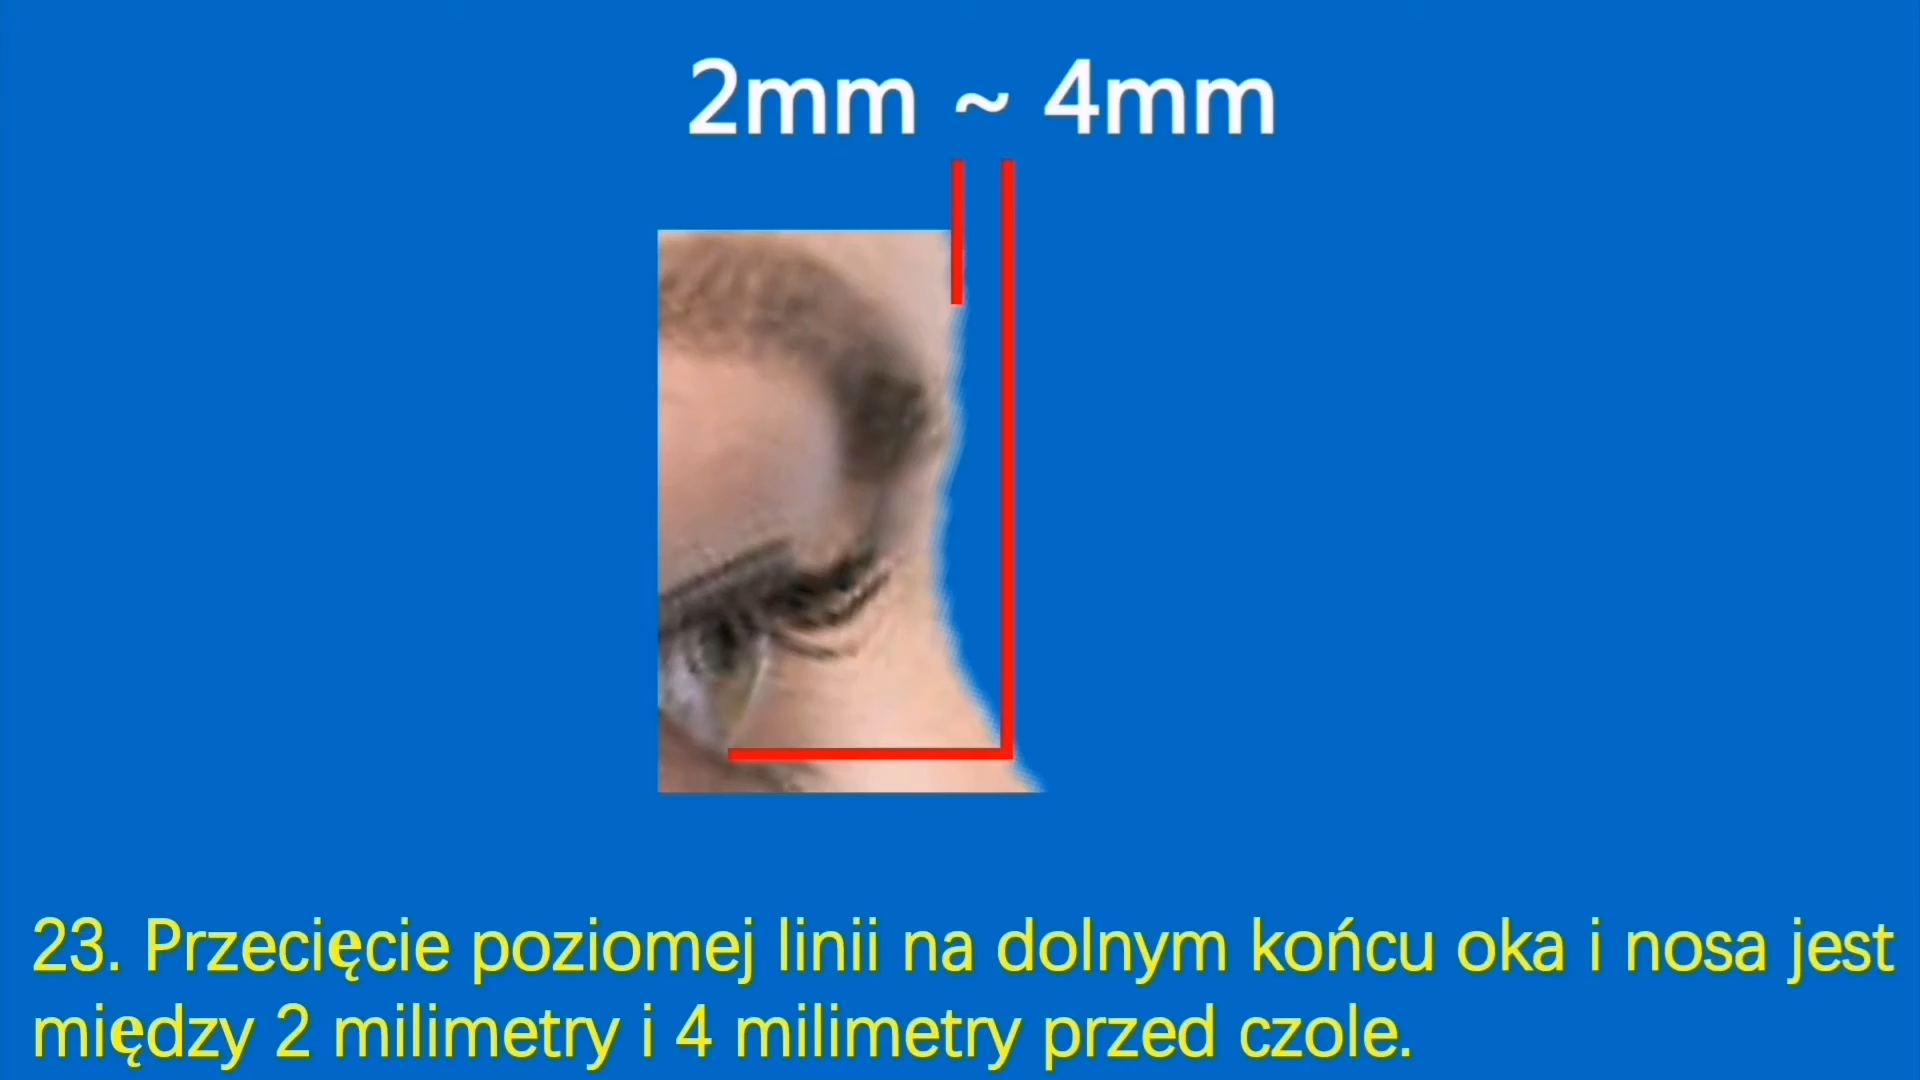 2mm ~ 4mm
23. Przecięcie poziomej linii na dolnym końcu oka i nosa jest
między 2 milimetry i 4 milimetry przed czole.